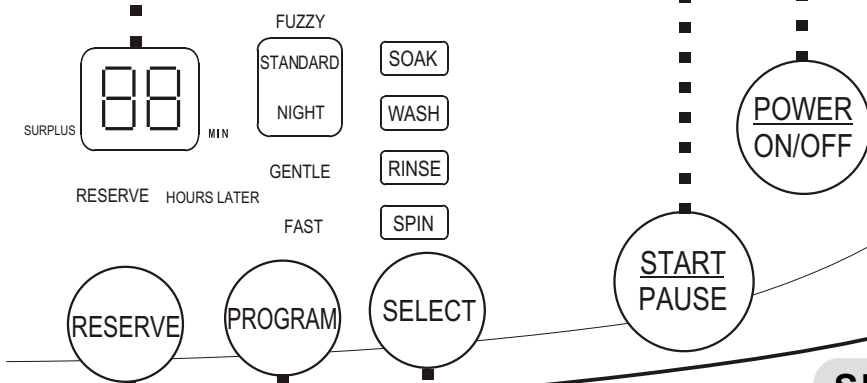 FUZZY
STANDARD
NIGHT
GENTLE
FAST
88
SURPLUS
MIN
RESERVE HOURS LATER
SOAK
WASH
RINSE
SPIN
RESERVE
PROGRAM
SELECT
START
PAUSE
POWER
ON/OFF